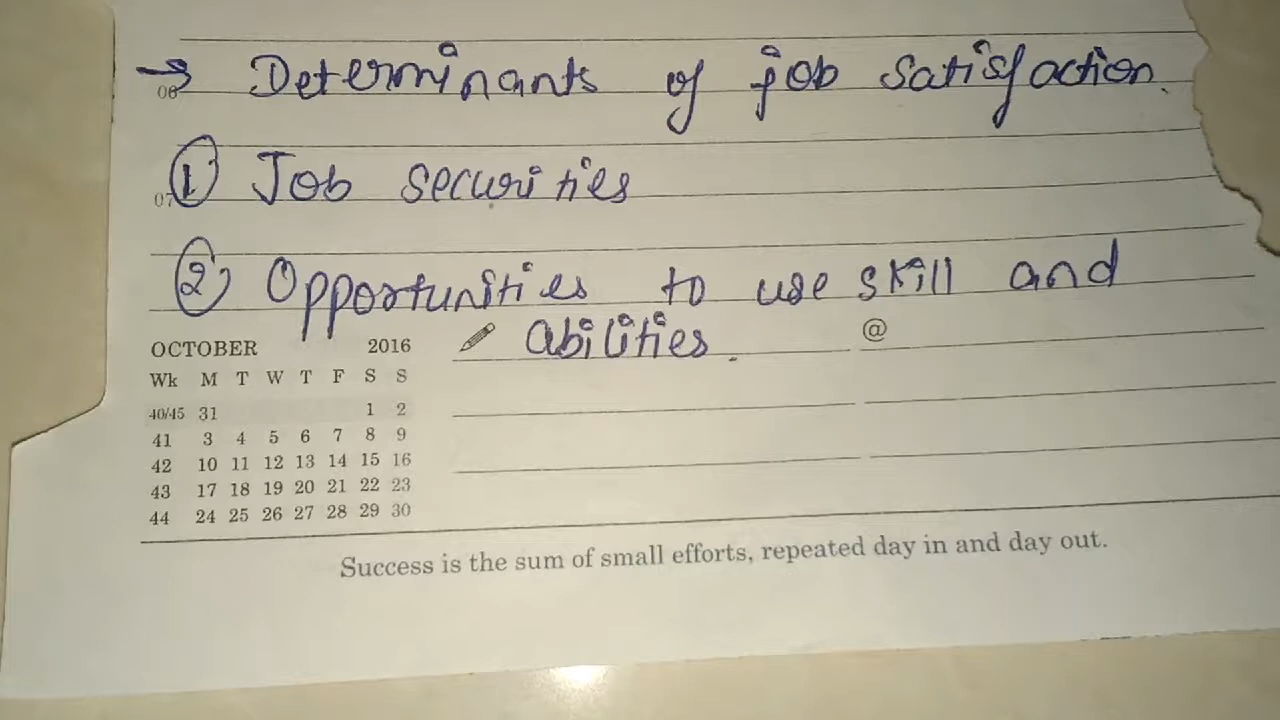 → Determinants of job satisfaction.
06
① Job securities
07
② Opportunities to use skill and
abilities.
@
OCTOBER 2016
Wk M T W T F S S
40/45 31 1 2
41 3 4 5 6 7 8 9
42 10 11 12 13 14 15 16
43 17 18 19 20 21 22 23
44 24 25 26 27 28 29 30
Success is the sum of small efforts, repeated day in and day out.